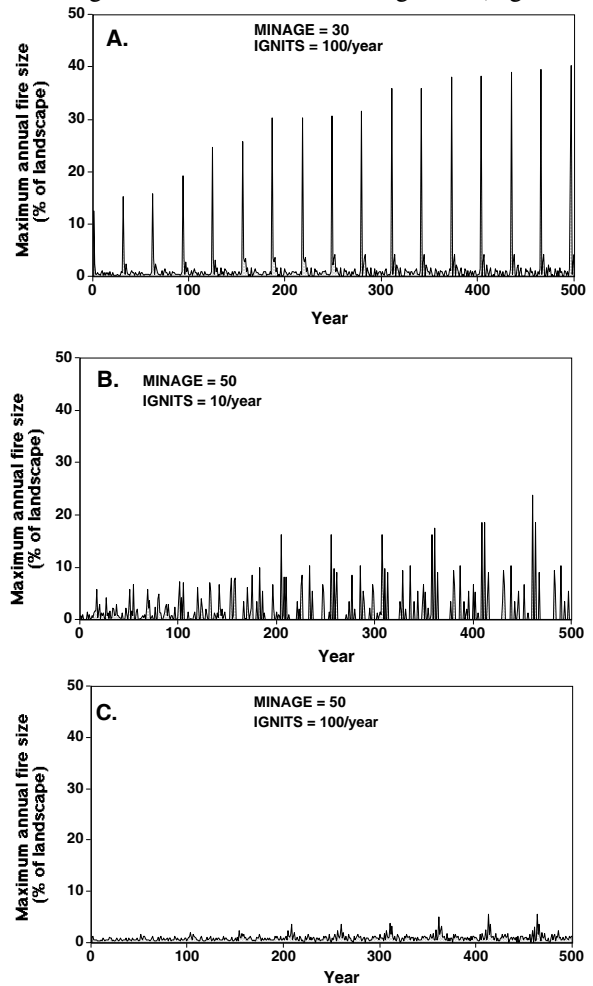 A.
MINAGE = 30
IGNITS = 100/year
Maximum annual fire size
(% of landscape)
50
40
30
20
10
0
0 100 200 300 400 500
Year
B.
MINAGE = 50
IGNITS = 10/year
Maximum annual fire size
(% of landscape)
50
40
30
20
10
0
0 100 200 300 400 500
Year
C.
MINAGE = 50
IGNITS = 100/year
Maximum annual fire size
(% of landscape)
50
40
30
20
10
0
0 100 200 300 400 500
Year